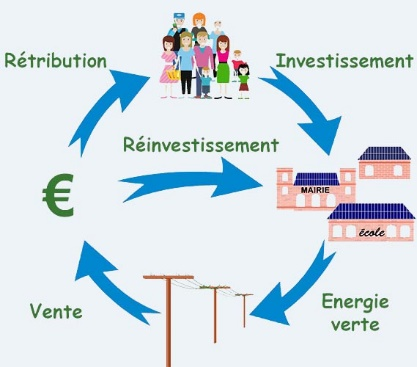 Rétribution
Investissement
Réinvestissement
€
MAIRIE
école
Vente
Energie
verte